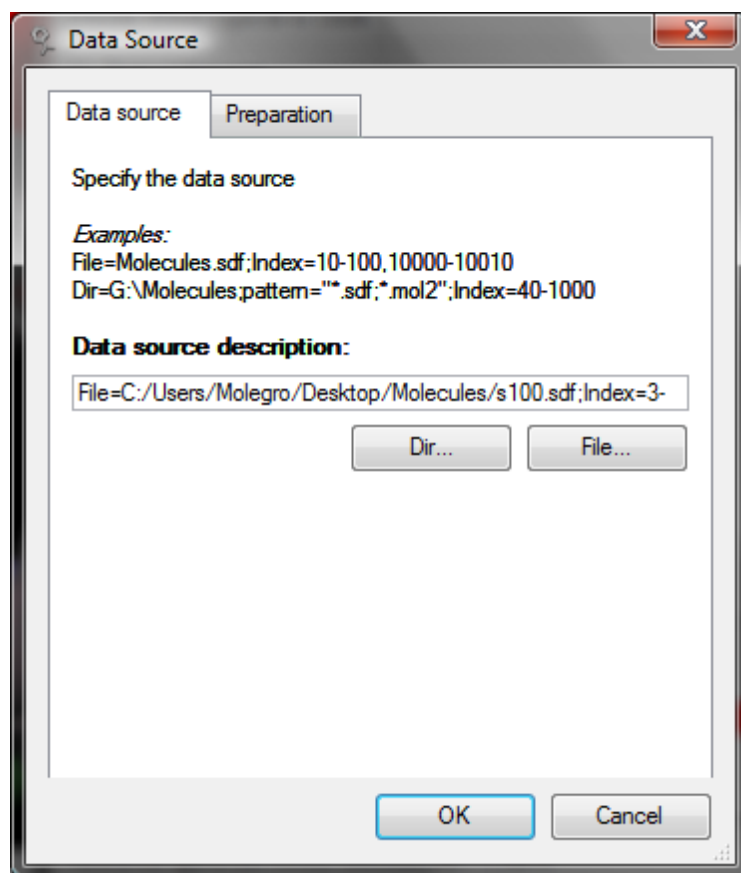 Data Source
Data source
Preparation
Specify the data source
Examples:
File=Molecules.sdf;Index=10-100,10000-10010
Dir=G:\Molecules;pattern="*.sdf;*.mol2";Index=40-1000
Data source description:
File=C:/Users/Molegro/Desktop/Molecules/s100.sdf;Index=3-
Dir...
File...
OK
Cancel